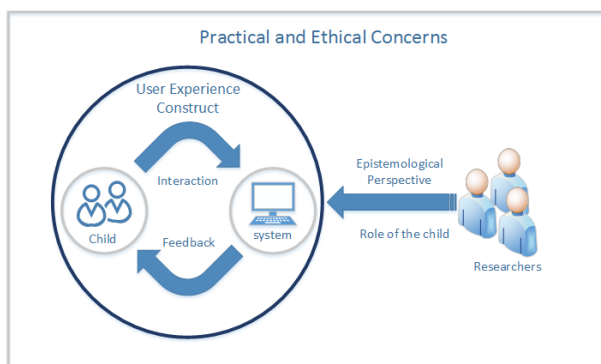 Practical and Ethical Concerns
User Experience
Construct
Interaction
Child
system
Feedback
Epistemological
Perspective
Role of the child
Researchers